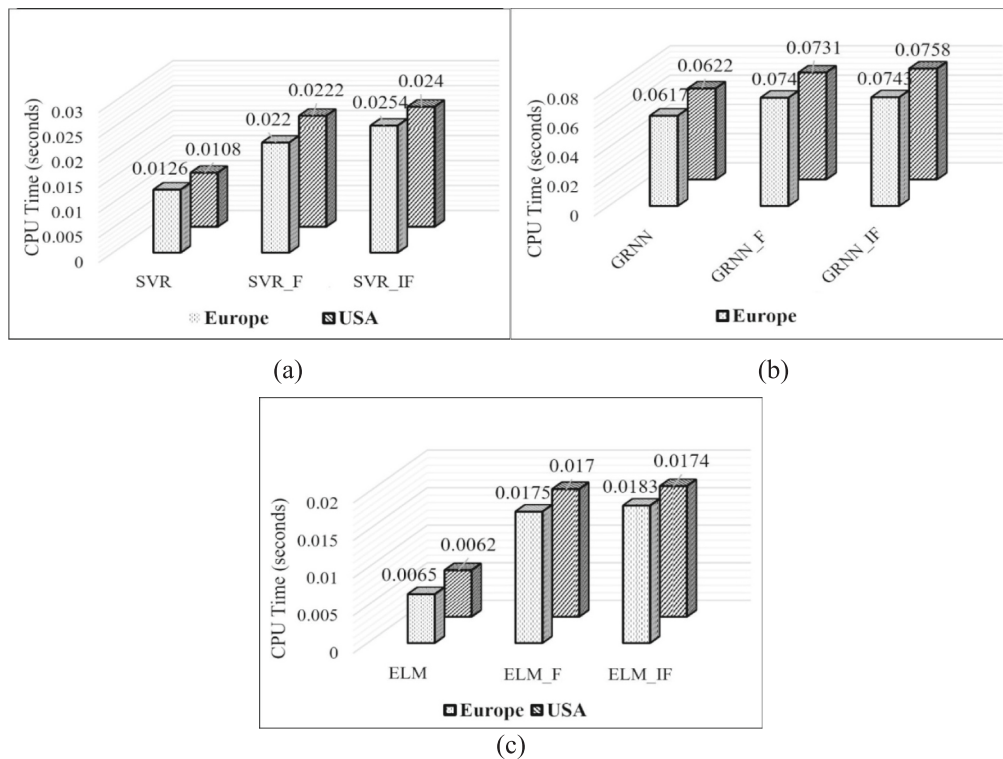 CPU Time (seconds)
0.03
0.025
0.02
0.015
0.01
0.005
0
0.0126
0.0108
0.022
0.0222
0.0254
0.024
SVR
SVR_F
SVR_IF
Europe
USA
(a)
CPU Time (seconds)
0.08
0.06
0.04
0.02
0
0.0617
0.0622
0.074
0.0731
0.0743
0.0758
GRNN
GRNN_F
GRNN_IF
Europe
(b)
CPU Time (seconds)
0.02
0.015
0.01
0.005
0
0.0065
0.0062
0.0175
0.017
0.0183
0.0174
ELM
ELM_F
ELM_IF
Europe
USA
(c)